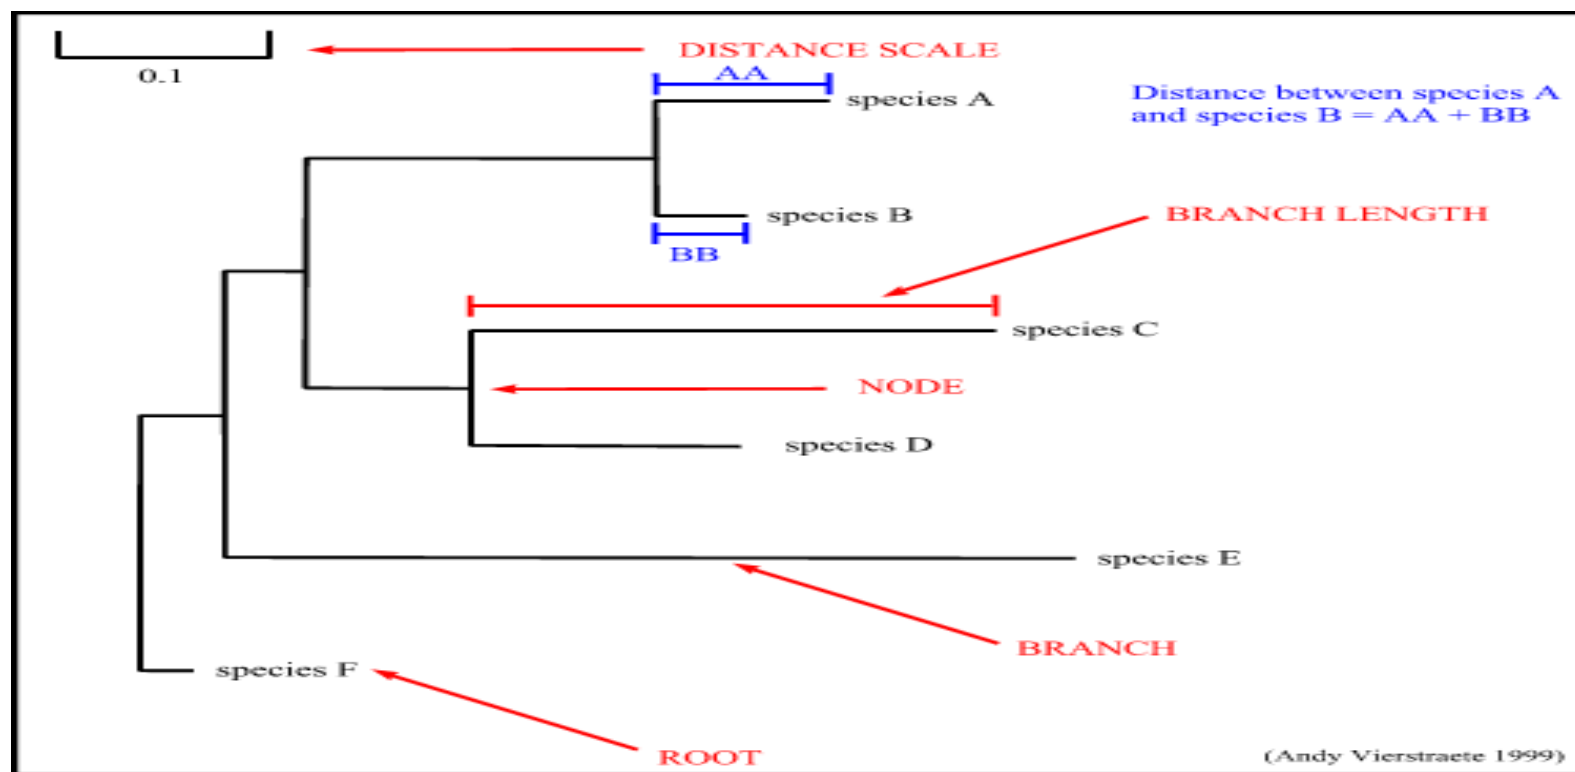 DISTANCE SCALE
0.1
AA
species A
Distance between species A
and species B = AA + BB
species B
BRANCH LENGTH
BB
species C
NODE
species D
species E
BRANCH
species F
ROOT
(Andy Vierstraete 1999)